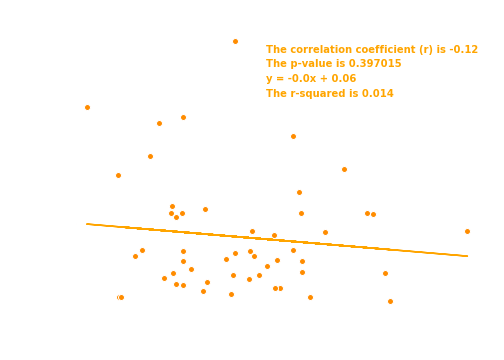 The correlation coefficient (r) is -0.12
The p-value is 0.397015
y = -0.0x + 0.06
The r-squared is 0.014